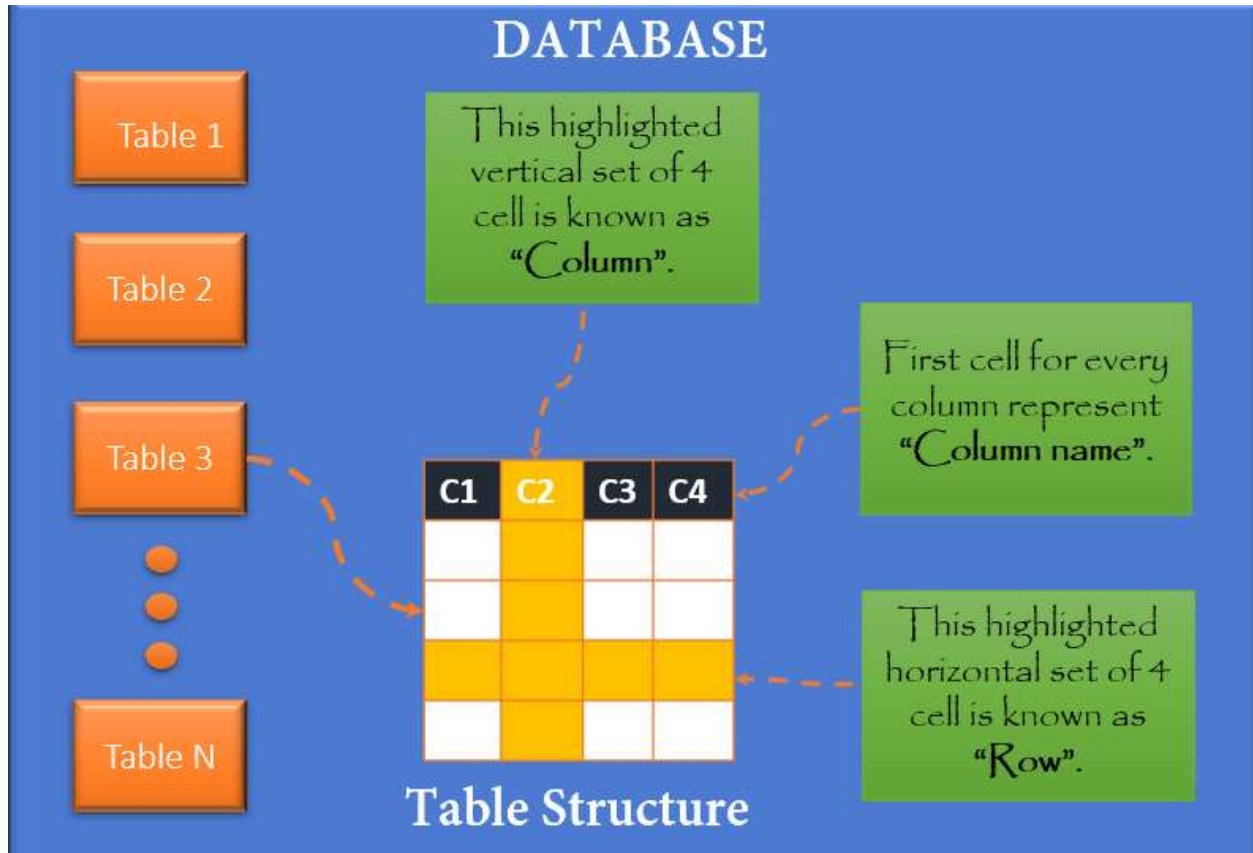 DATABASE
Table 1
Table 2
Table 3
Table N
This highlighted
vertical set of 4
cell is known as
“Column”.
First cell for every
column represent
“Column name”.
C1 C2 C3 C4
This highlighted
horizontal set of 4
cell is known as
“Row”.
Table Structure